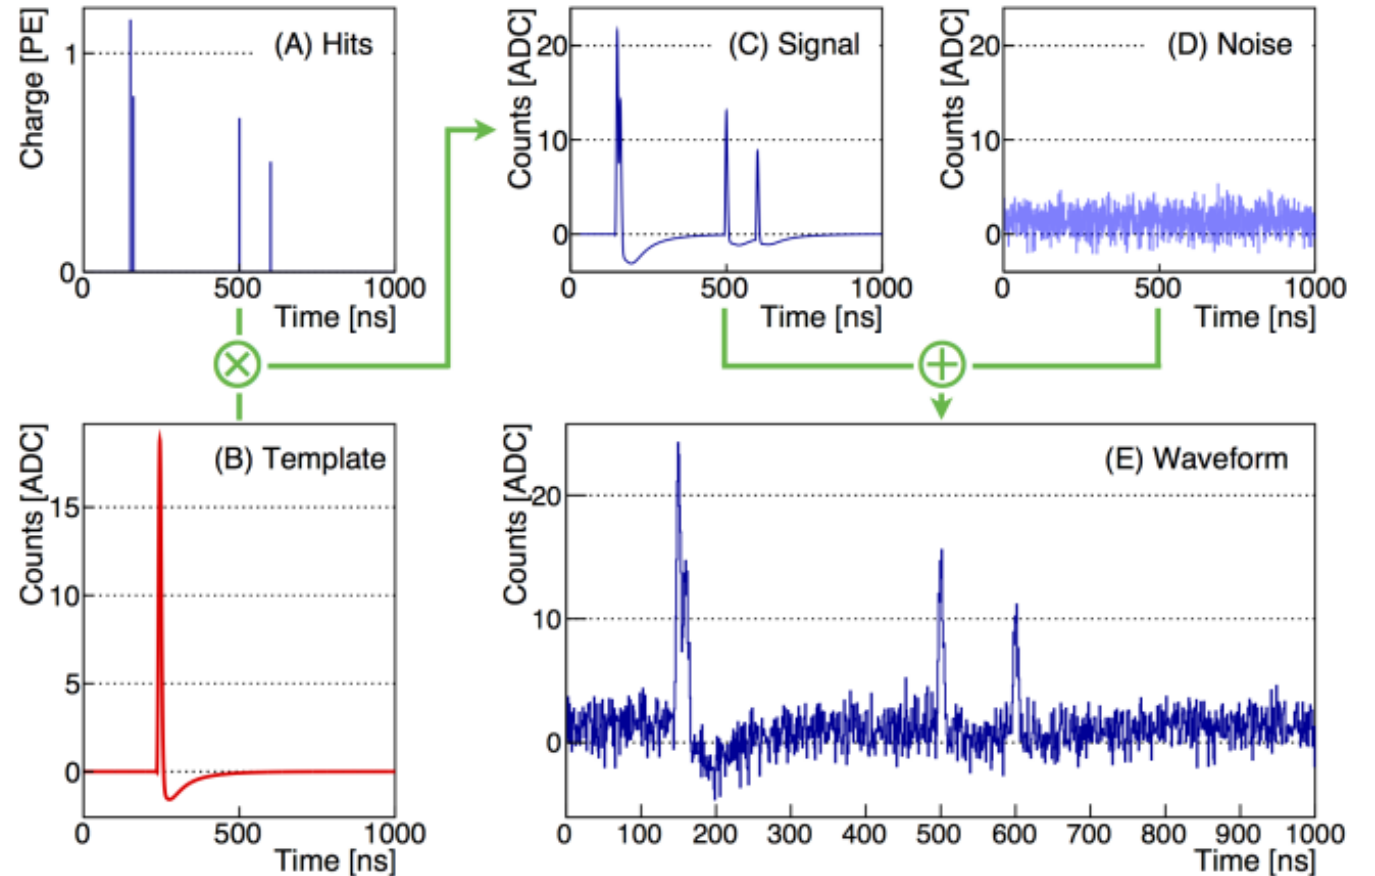 (A) Hits
Charge [PE]
1
0
0 500 1000
Time [ns]
(C) Signal
Counts [ADC]
20
10
0
0 500 1000
Time [ns]
(D) Noise
Counts [ADC]
20
10
0
0 500 1000
Time [ns]
(B) Template
Counts [ADC]
15
10
5
0
0 500 1000
Time [ns]
(E) Waveform
Counts [ADC]
20
10
0
0 100 200 300 400 500 600 700 800 900 1000
Time [ns]